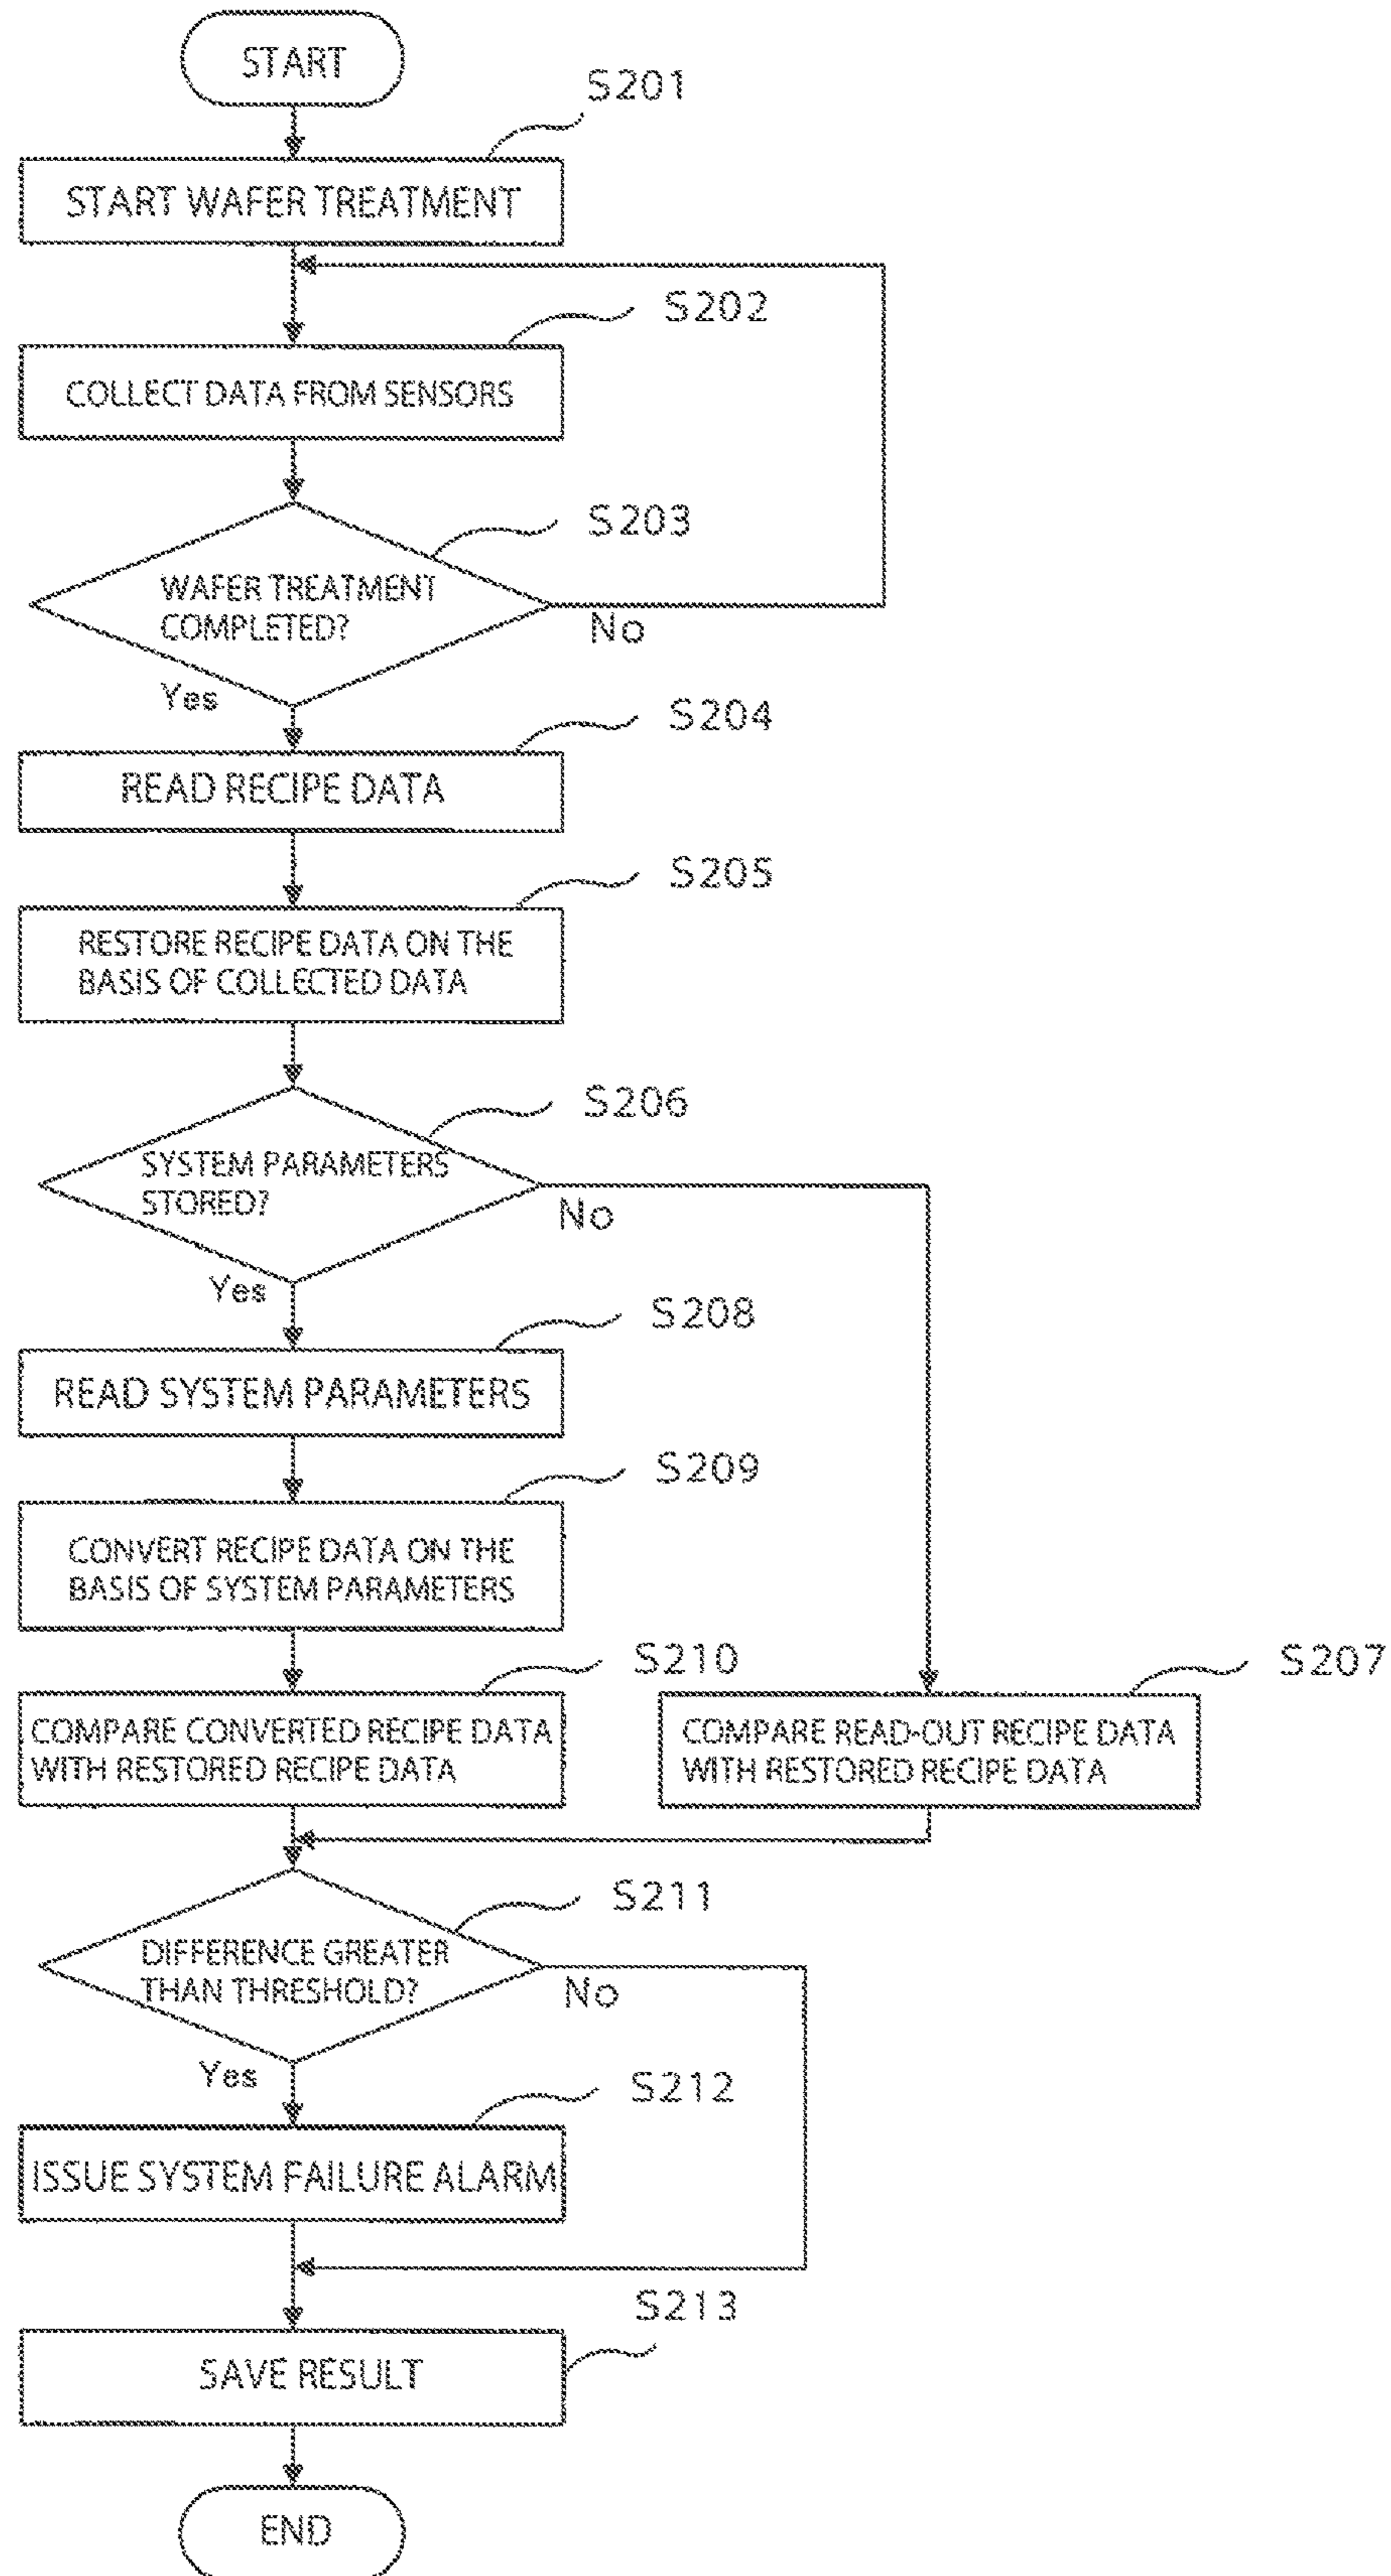 START
S201
START WAFER TREATMENT
S202
COLLECT DATA FROM SENSORS
S203
WAFER TREATMENT
COMPLETED?
No
Yes
S204
READ RECIPE DATA
S205
RESTORE RECIPE DATA ON THE
BASIS OF COLLECTED DATA
S206
SYSTEM PARAMETERS
STORED?
No
Yes
S208
READ SYSTEM PARAMETERS
S209
CONVERT RECIPE DATA ON THE
BASIS OF SYSTEM PARAMETERS
S210
COMPARE CONVERTED RECIPE DATA
WITH RESTORED RECIPE DATA
S207
COMPARE READ-OUT RECIPE DATA
WITH RESTORED RECIPE DATA
S211
DIFFERENCE GREATER
THAN THRESHOLD?
No
Yes
S212
ISSUE SYSTEM FAILURE ALARM
S213
SAVE RESULT
END